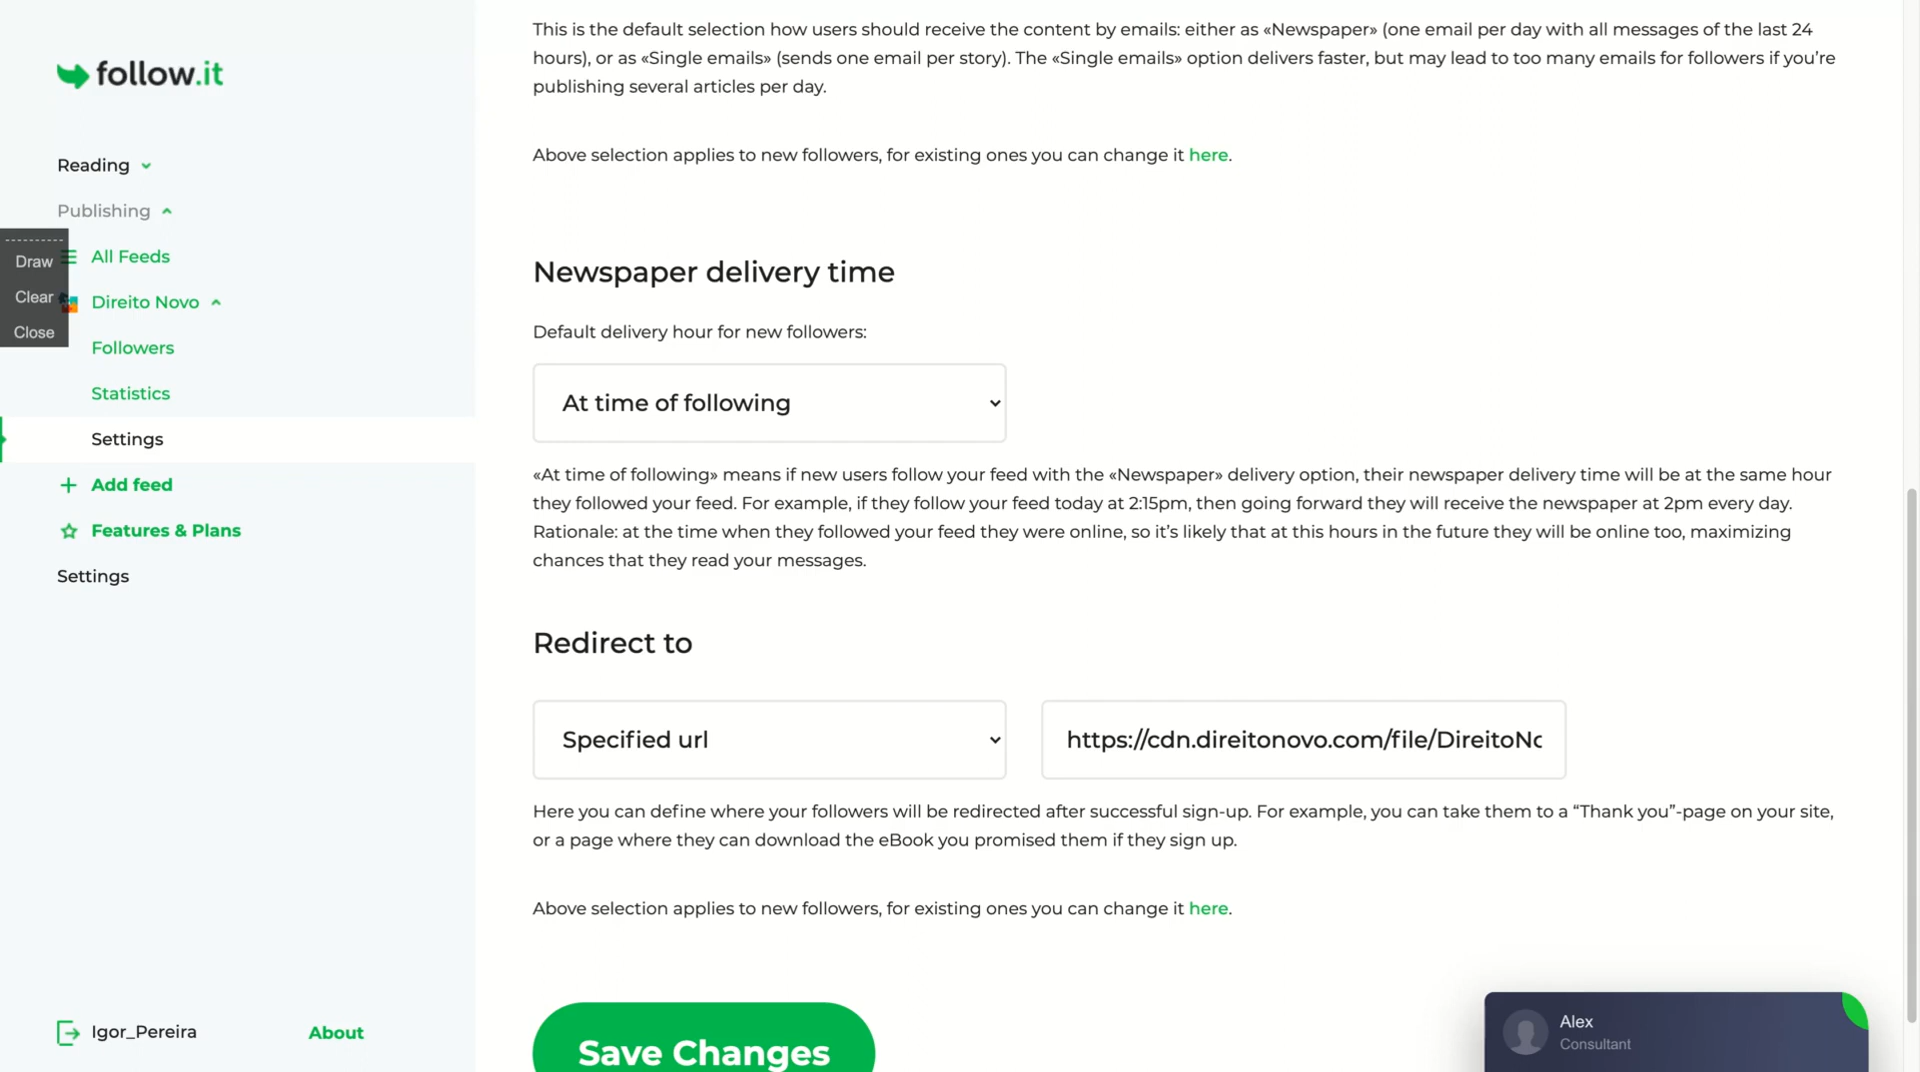 follow.it
Reading
Publishing
Draw
All Feeds
Clear
Direito Novo
Close
Followers
Statistics
Settings
Add feed
Features & Plans
Settings
Igor_Pereira
About
This is the default selection how users should receive the content by emails: either as «Newspaper» (one email per day with all messages of the last 24
hours), or as «Single emails» (sends one email per story). The «Single emails» option delivers faster, but may lead to too many emails for followers if you’re
publishing several articles per day.
Above selection applies to new followers, for existing ones you can change it here.
Newspaper delivery time
Default delivery hour for new followers:
At time of following
«At time of following» means if new users follow your feed with the «Newspaper» delivery option, their newspaper delivery time will be at the same hour
they followed your feed. For example, if they follow your feed today at 2:15pm, then going forward they will receive the newspaper at 2pm every day.
Rationale: at the time when they followed your feed they were online, so it’s likely that at this hours in the future they will be online too, maximizing
chances that they read your messages.
Redirect to
Specified url
https://cdn.direitonovo.com/file/DireitoNo
Here you can define where your followers will be redirected after successful sign-up. For example, you can take them to a “Thank you”-page on your site,
or a page where they can download the eBook you promised them if they sign up.
Above selection applies to new followers, for existing ones you can change it here.
Save Changes
Alex
Consultant